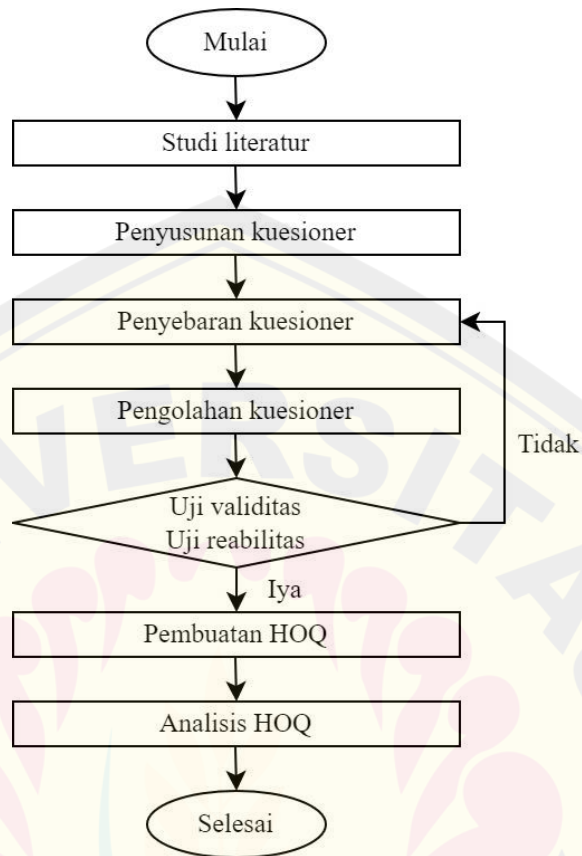 Mulai
Studi literatur
Penyusunan kuesioner
Penyebaran kuesioner
Pengolahan kuesioner
Tidak
Uji validitas
Uji reabilitas
Iya
Pembuatan HOQ
Analisis HOQ
Selesai